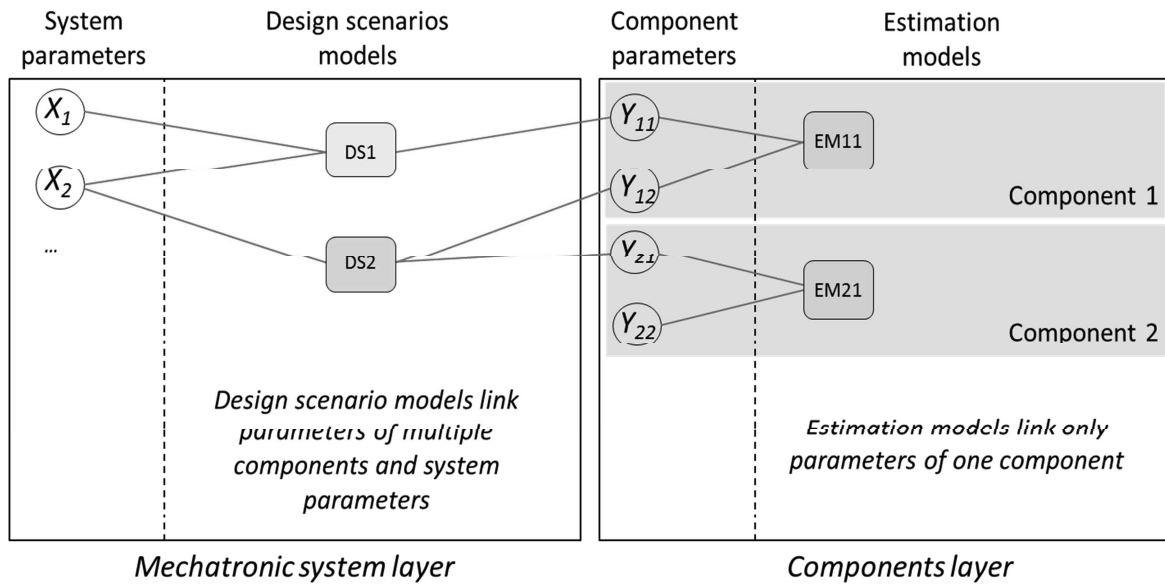 System
parameters
Design scenarios
models
Component
parameters
Estimation
models
X1
X2
...
DS1
DS2
Y11
Y12
EM11
Component 1
Y21
Y22
EM21
Component 2
Design scenario models link
parameters of multiple
components and system
parameters
Estimation models link only
parameters of one component
Mechatronic system layer
Components layer